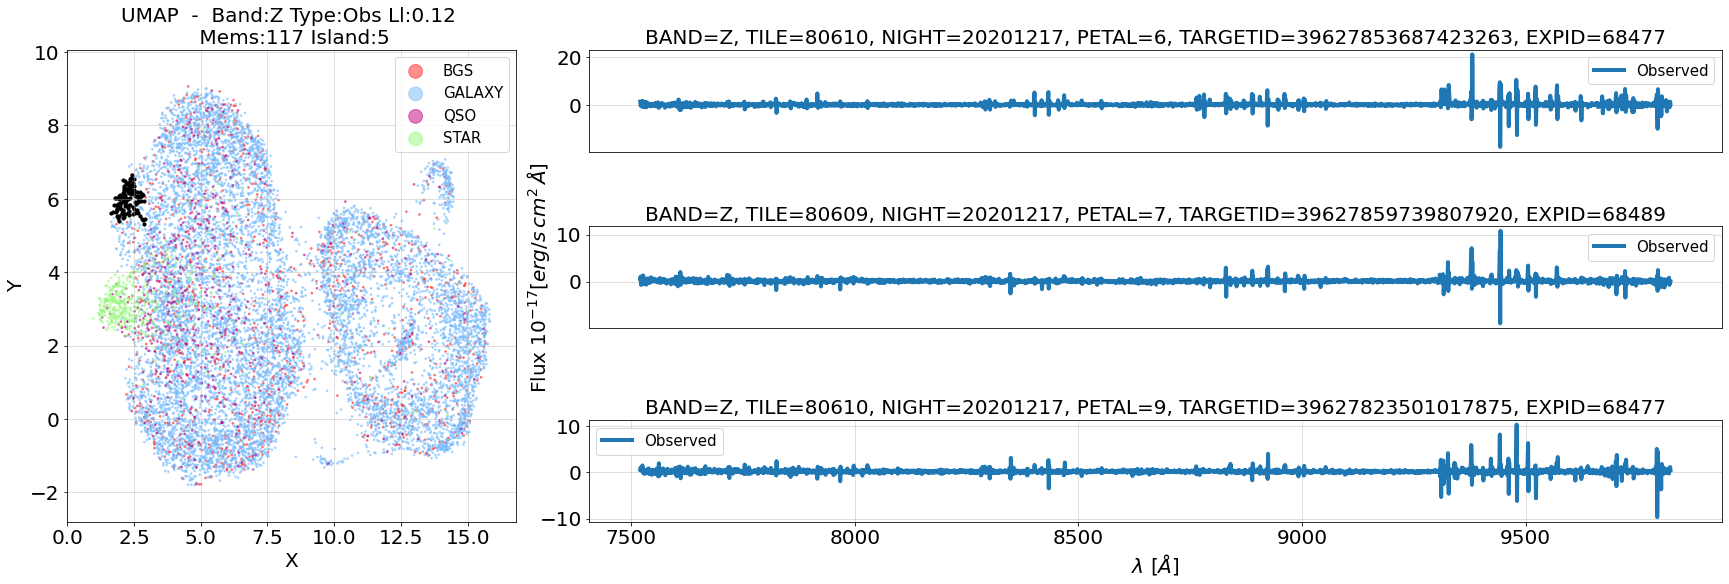 UMAP - Band:Z Type:Obs Ll:0.12
Mems:117 Island:5
10
8
6
4
2
0
−2
Y
0.0 2.5 5.0 7.5 10.0 12.5 15.0
X
BGS
GALAXY
QSO
STAR
Flux 10⁻¹⁷[erg/s cm² Å]
BAND=Z, TILE=80610, NIGHT=20201217, PETAL=6, TARGETID=39627853687423263, EXPID=68477
20
0
Observed
BAND=Z, TILE=80609, NIGHT=20201217, PETAL=7, TARGETID=39627859739807920, EXPID=68489
10
0
Observed
BAND=Z, TILE=80610, NIGHT=20201217, PETAL=9, TARGETID=39627823501017875, EXPID=68477
10
0
−10
Observed
7500 8000 8500 9000 9500
λ [Å]